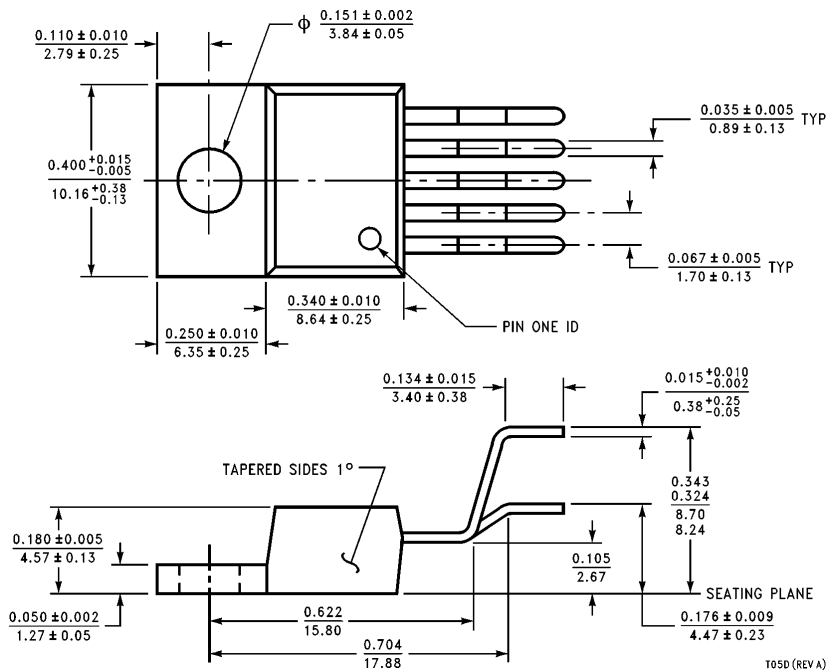 0.110 ± 0.010
2.79 ± 0.25
ϕ 0.151 ± 0.002
3.84 ± 0.05
0.035 ± 0.005 TYP
0.89 ± 0.13
0.400 +0.015 -0.005
10.16 +0.38 -0.13
0.067 ± 0.005 TYP
1.70 ± 0.13
0.340 ± 0.010
8.64 ± 0.25
PIN ONE ID
0.250 ± 0.010
6.35 ± 0.25
0.134 ± 0.015
3.40 ± 0.38
0.015 +0.010 -0.002
0.38 +0.25 -0.05
TAPERED SIDES 1°
0.343
0.324
8.70
8.24
0.180 ± 0.005
4.57 ± 0.13
0.105
2.67
SEATING PLANE
0.050 ± 0.002
1.27 ± 0.05
0.622
15.80
0.176 ± 0.009
4.47 ± 0.23
0.704
17.88
T05D (REV A)